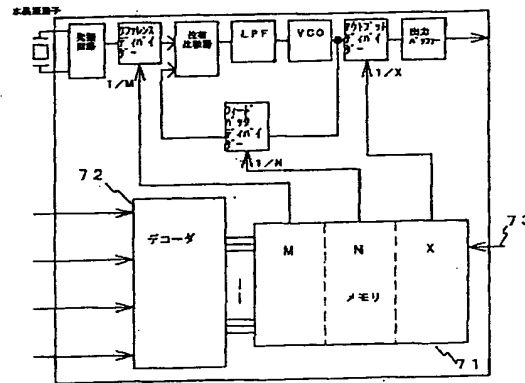 水晶振動子
発振
回路
リファレンス
ディバイ
ダー
位相
比較器
LPF
VCO
アウトプット
ディバイ
ダー
出力
バッファー
1/M
1/X
フィード
バック
ディバイ
ダー
1/N
72
デコーダ
M
N
X
メモリ
73
71